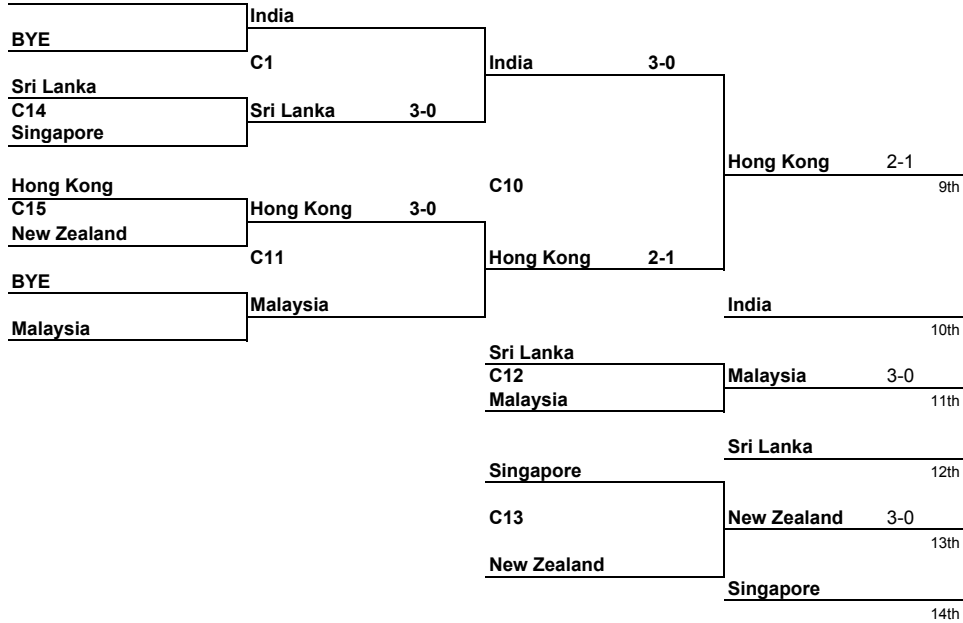 India
BYE
C1
India 3-0
Sri Lanka
C14
Sri Lanka 3-0
Singapore
Hong Kong 2-1
9th
Hong Kong
C10
C15
Hong Kong 3-0
New Zealand
C11
Hong Kong 2-1
BYE
Malaysia
India
10th
Malaysia
Sri Lanka
C12
Malaysia 3-0
11th
Malaysia
Sri Lanka
12th
Singapore
C13
New Zealand 3-0
13th
New Zealand
Singapore
14th